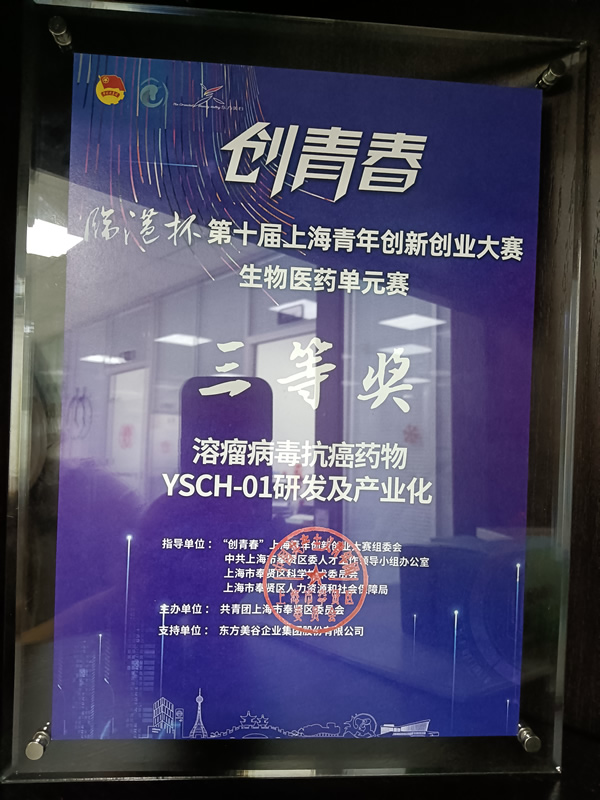 创青春
临港杯 第十届上海青年创新创业大赛
生物医药单元赛
三等奖
溶瘤病毒抗癌药物
YSCH-01研发及产业化
指导单位："创青春"上海青年创新创业大赛组委会
中共上海市奉贤区委人才工作领导小组办公室
上海市奉贤区科学技术委员会
上海市奉贤区人力资源和社会保障局
主办单位：共青团上海市奉贤区委员会
支持单位：东方美谷企业集团股份有限公司